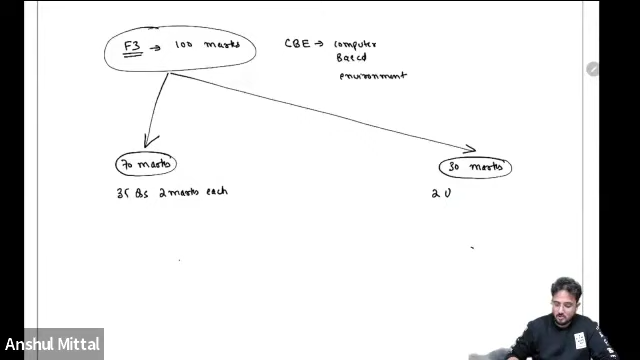 F3 → 100 marks
CBE → Computer
Based
environment
70 marks
30 marks
35 Qs 2 marks each
2
Anshul Mittal